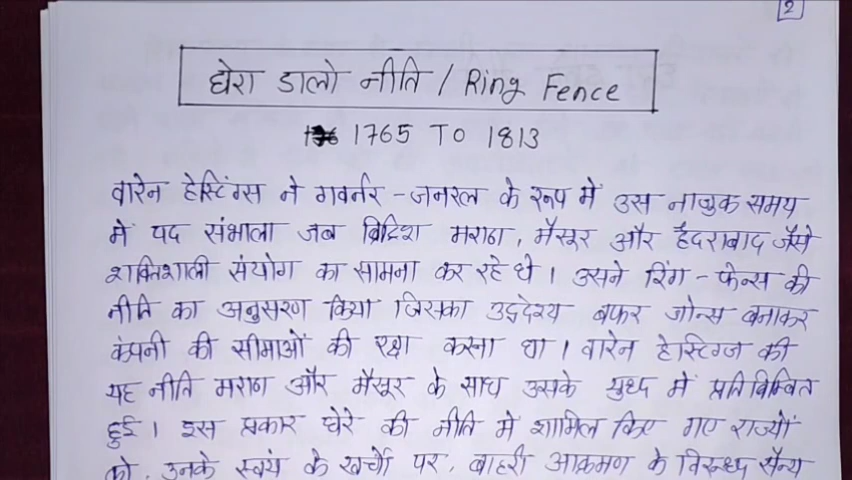 2
घेरा डालो नीति / Ring Fence
1765 TO 1813
वारेन हेस्टिंग्स ने गवर्नर - जनरल के रूप में उस नाजुक समय
में पद संभाला जब ब्रिटिश मराठा, मैसूर और हैदराबाद जैसे
शक्तिशाली संयोग का सामना कर रहे थे। उसने रिंग - फेन्स की
नीति का अनुसरण किया जिसका उद्देश्य बफर जोन्स बनाकर
कंपनी की सीमाओं की रक्षा करना था। वारेन हेस्टिंग्ज की
यह नीति मराठा और मैसूर के साथ उसके युध्द में प्रतिबिम्बित
हुई। इस प्रकार घेरे की नीति में शामिल किए गए राज्यों
को, उनके स्वयं के खर्चो पर, बाहरी आक्रमण के विरुध्द सैन्य